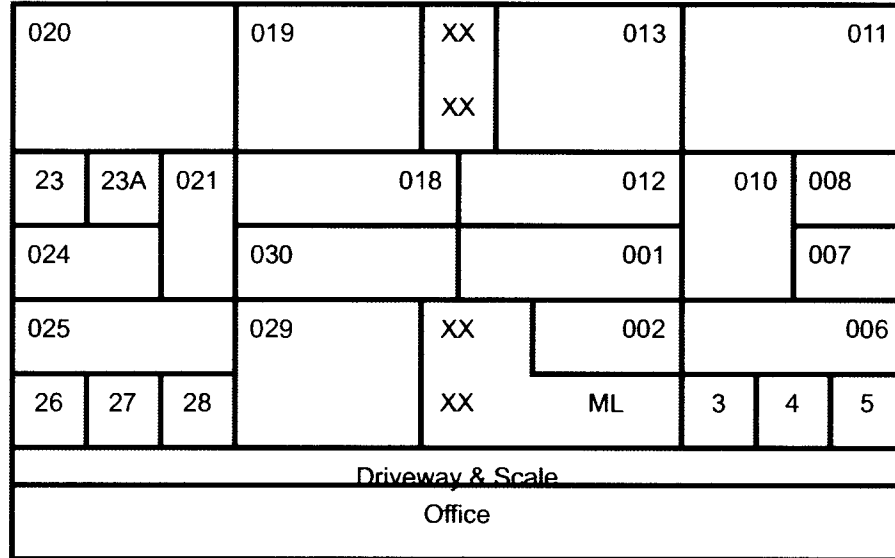 020 019 XX 013 011
XX
23 23A 021 018 012 010 008
024 030 001 007
025 029 XX 002 006
26 27 28 XX ML 3 4 5
Driveway & Scale
Office